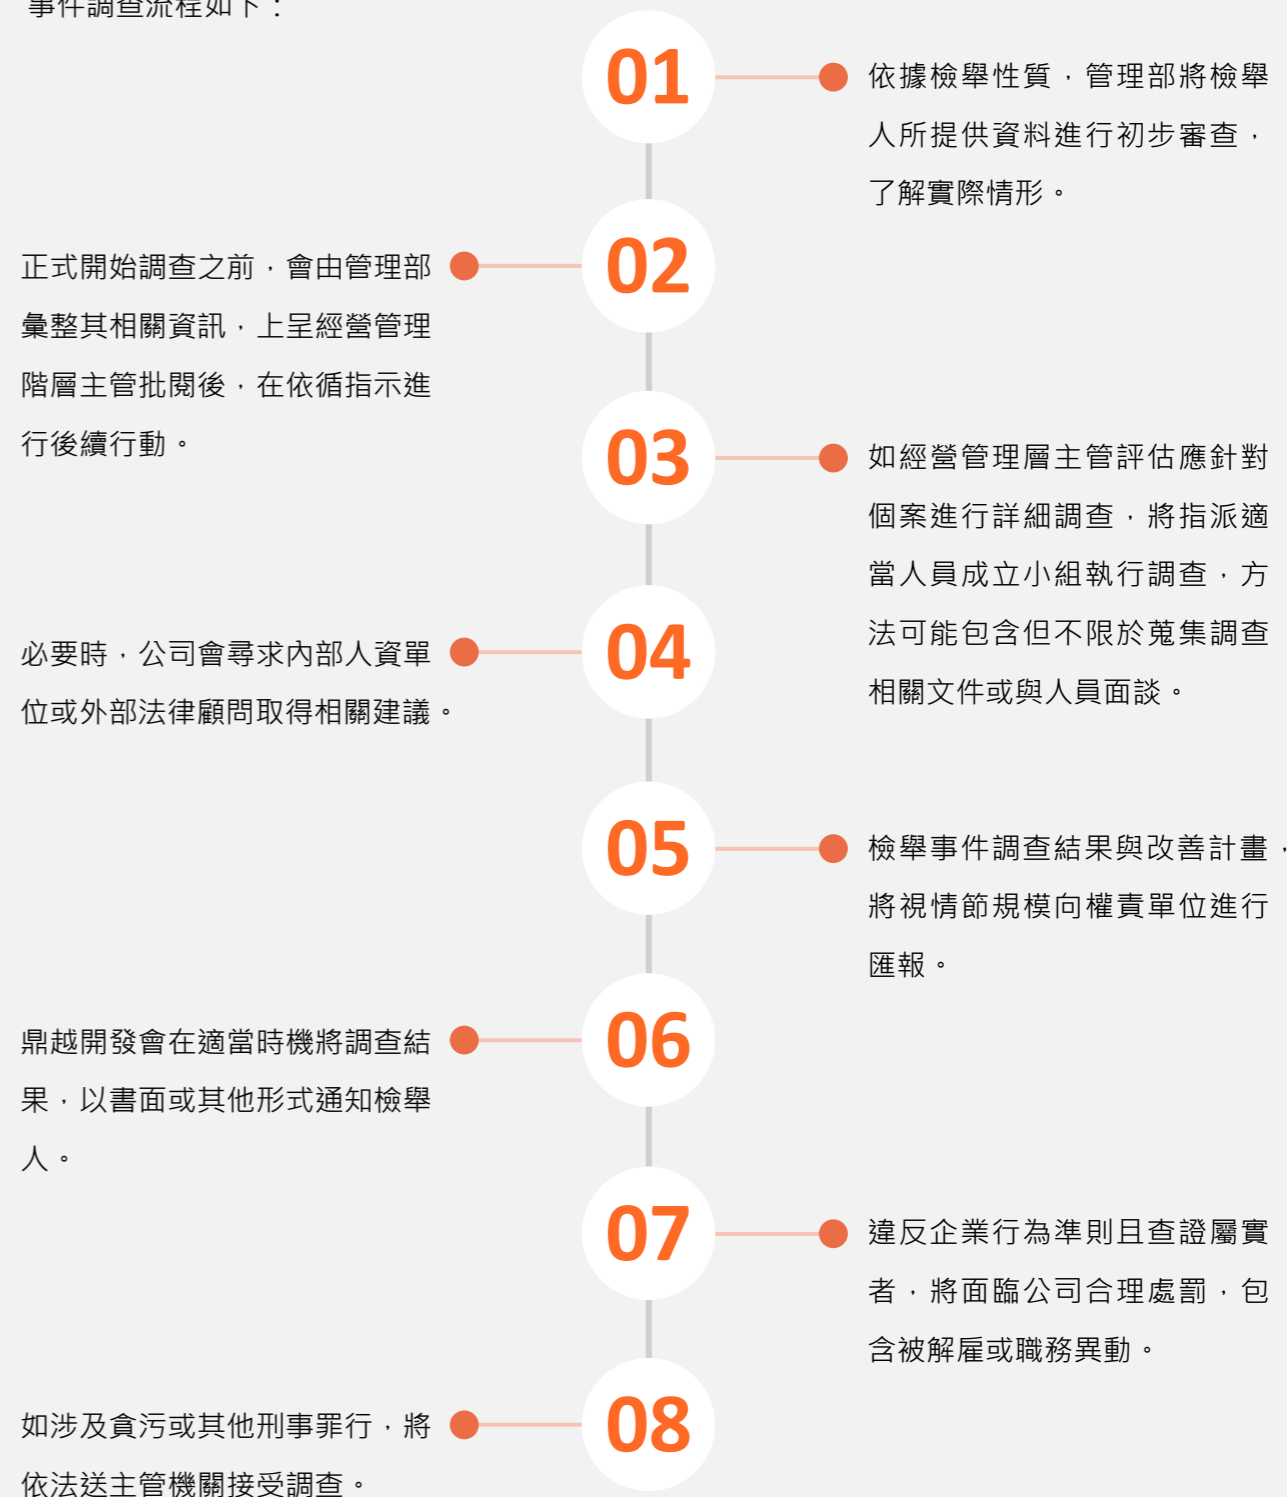 事件調查流程如下：
01
依據檢舉性質，管理部將檢舉
人所提供資料進行初步審查，
了解實際情形。
02
正式開始調查之前，會由管理部
彙整其相關資訊，上呈經營管理
階層主管批閱後，在依循指示進
行後續行動。
03
如經營管理層主管評估應針對
個案進行詳細調查，將指派適
當人員成立小組執行調查，方
法可能包含但不限於蒐集調查
相關文件或與人員面談。
04
必要時，公司會尋求內部人資單
位或外部法律顧問取得相關建議。
05
檢舉事件調查結果與改善計畫，
將視情節規模向權責單位進行
匯報。
06
鼎越開發會在適當時機將調查結
果，以書面或其他形式通知檢舉
人。
07
違反企業行為準則且查證屬實
者，將面臨公司合理處罰，包
含被解雇或職務異動。
08
如涉及貪污或其他刑事罪行，將
依法送主管機關接受調查。